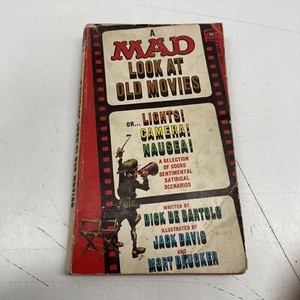 A
MAD
LOOK AT
OLD MOVIES
OR... LIGHTS!
CAMERA!
NAUSEA!
A SELECTION
OF SOCKO
SENTIMENTAL
SATIRICAL
SCENARIOS
WRITTEN BY
DICK DE BARTOLO
ILLUSTRATED BY
JACK DAVIS
AND
MORT DRUCKER